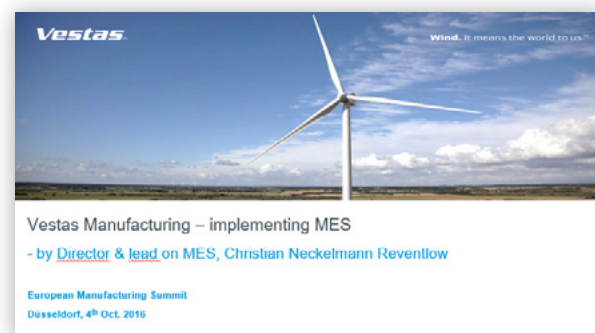 Vestas.
Wind. It means the world to us.™
Vestas Manufacturing – implementing MES
- by Director & lead on MES, Christian Neckelmann Reventlow
European Manufacturing Summit
Düsseldorf, 4th Oct. 2016